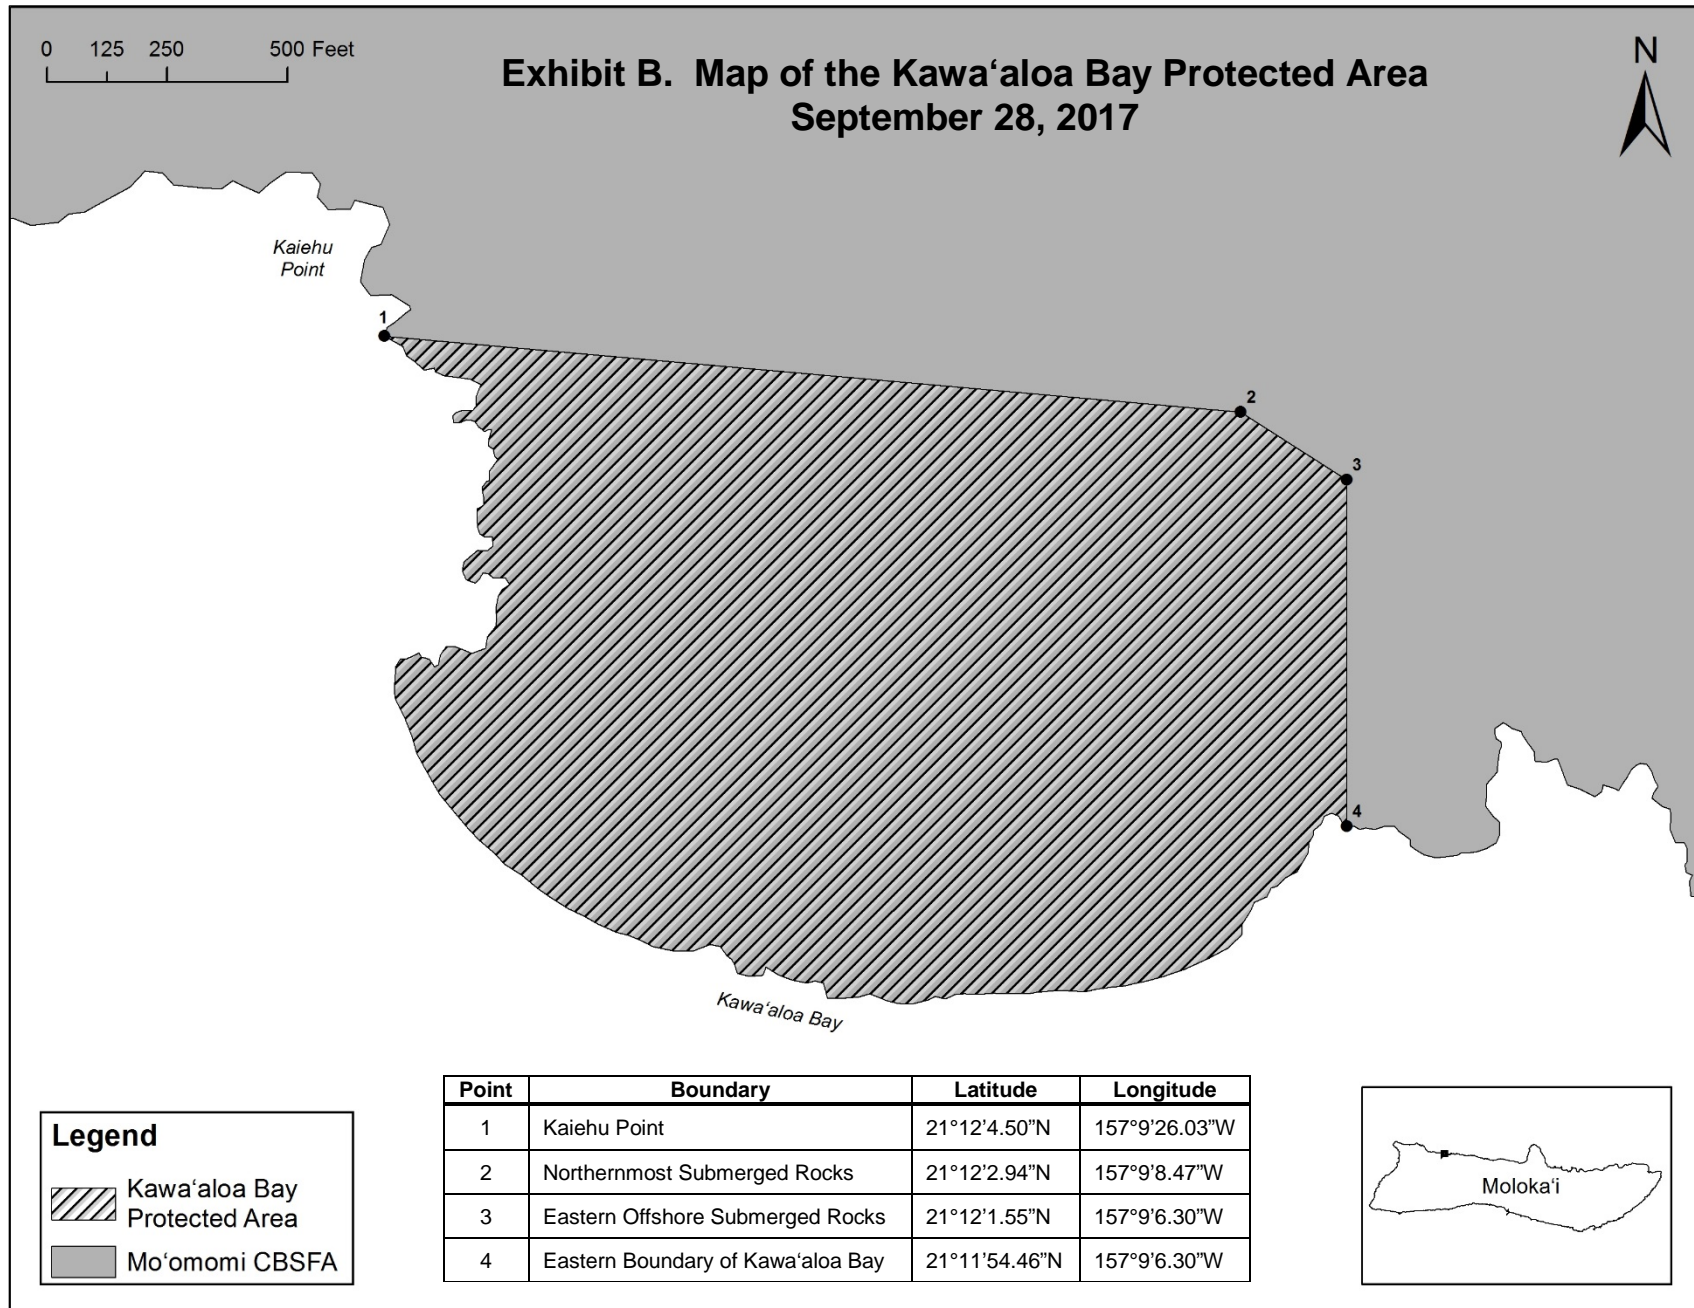 0 125 250 500 Feet
Exhibit B. Map of the Kawaʻaloa Bay Protected Area
September 28, 2017
N
Kaiehu
Point
1
2
3
4
Kawaʻaloa Bay
Legend
Kawaʻaloa Bay
Protected Area
Moʻomomi CBSFA
Point Boundary Latitude Longitude
1 Kaiehu Point 21°12’4.50”N 157°9’26.03”W
2 Northernmost Submerged Rocks 21°12’2.94”N 157°9’8.47”W
3 Eastern Offshore Submerged Rocks 21°12’1.55”N 157°9’6.30”W
4 Eastern Boundary of Kawaʻaloa Bay 21°11’54.46”N 157°9’6.30”W
Molokaʻi